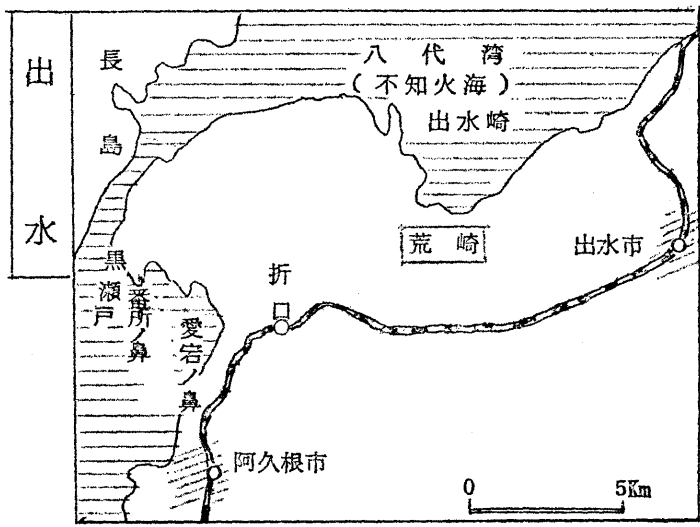 出水
長島
八代湾
(不知火海)
出水崎
荒崎
出水市
折口
黒瀬戸
番所ノ鼻
愛宕ノ鼻
阿久根市
0 5Km